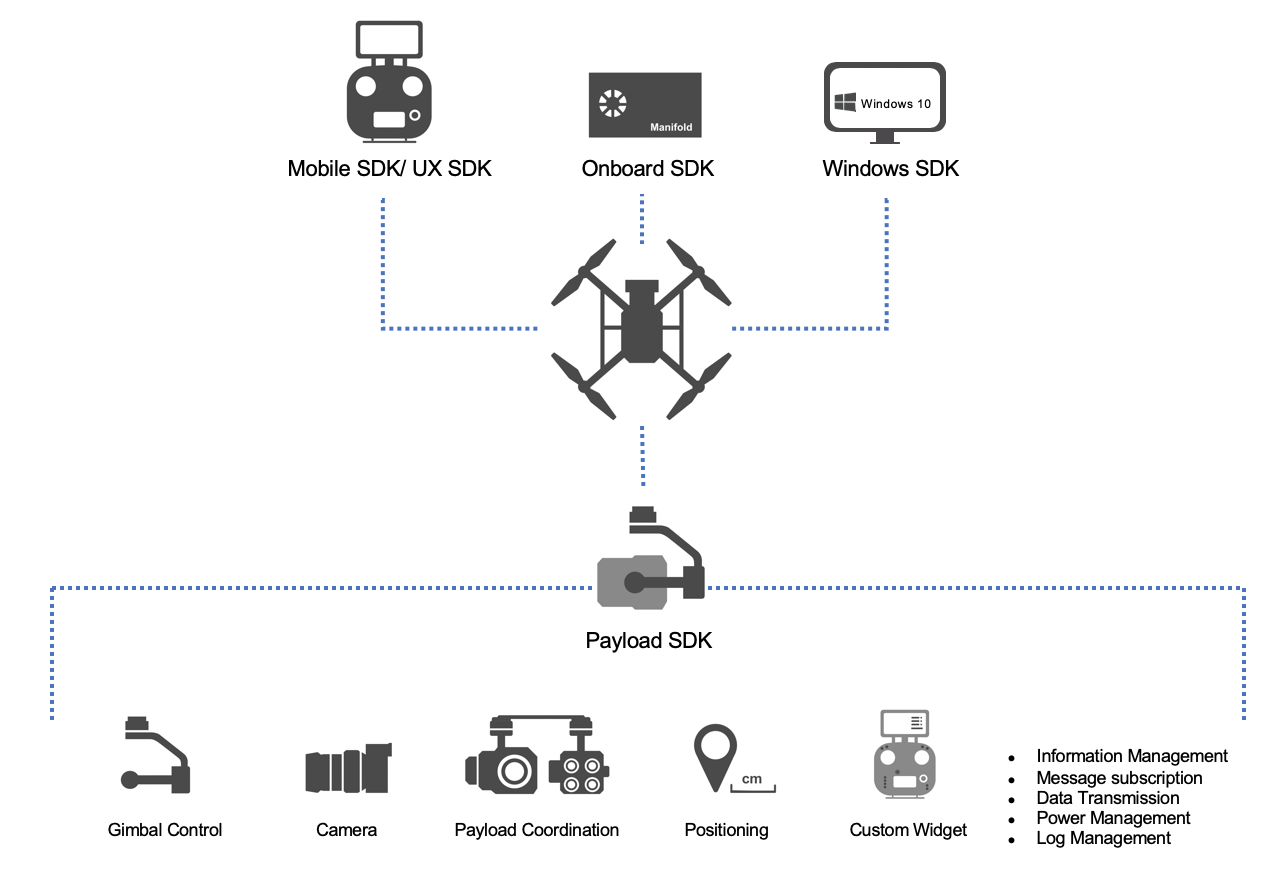 Windows 10
Manifold
Mobile SDK/ UX SDK
Onboard SDK
Windows SDK
Payload SDK
cm
Gimbal Control
Camera
Payload Coordination
Positioning
Custom Widget
• Information Management
• Message subscription
• Data Transmission
• Power Management
• Log Management